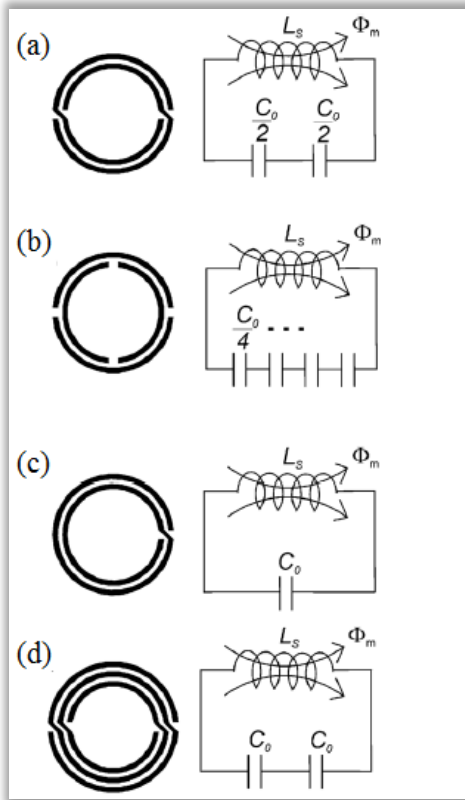 (a) Lₛ Φₘ
C₀/2 C₀/2
(b) Lₛ Φₘ
C₀/4 ...
(c) Lₛ Φₘ
C₀
(d) Lₛ Φₘ
C₀ C₀